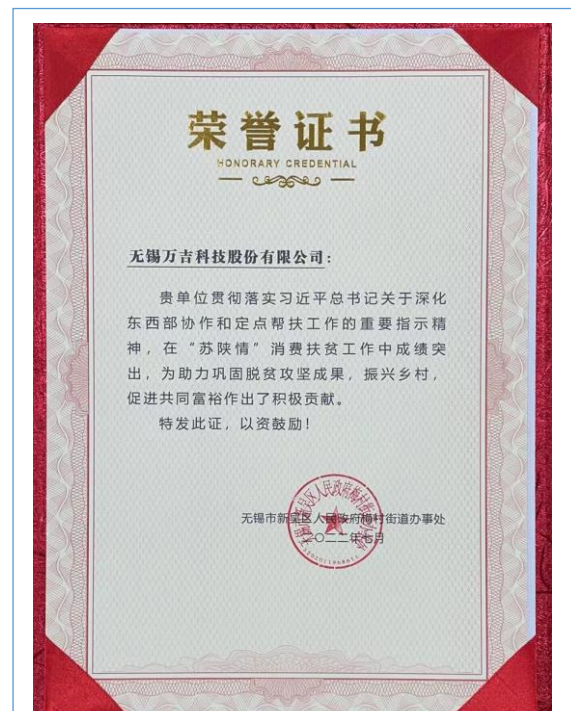 荣誉证书
HONORARY CREDENTIAL
无锡万吉科技股份有限公司：
贵单位贯彻落实习近平总书记关于深化
东西部协作和定点帮扶工作的重要指示精
神，在“苏陕情”消费扶贫工作中成绩突
出，为助力巩固脱贫攻坚成果，振兴乡村，
促进共同富裕作出了积极贡献。
特发此证，以资鼓励！
无锡市新吴区人民政府梅村街道办事处
二〇二二年七月